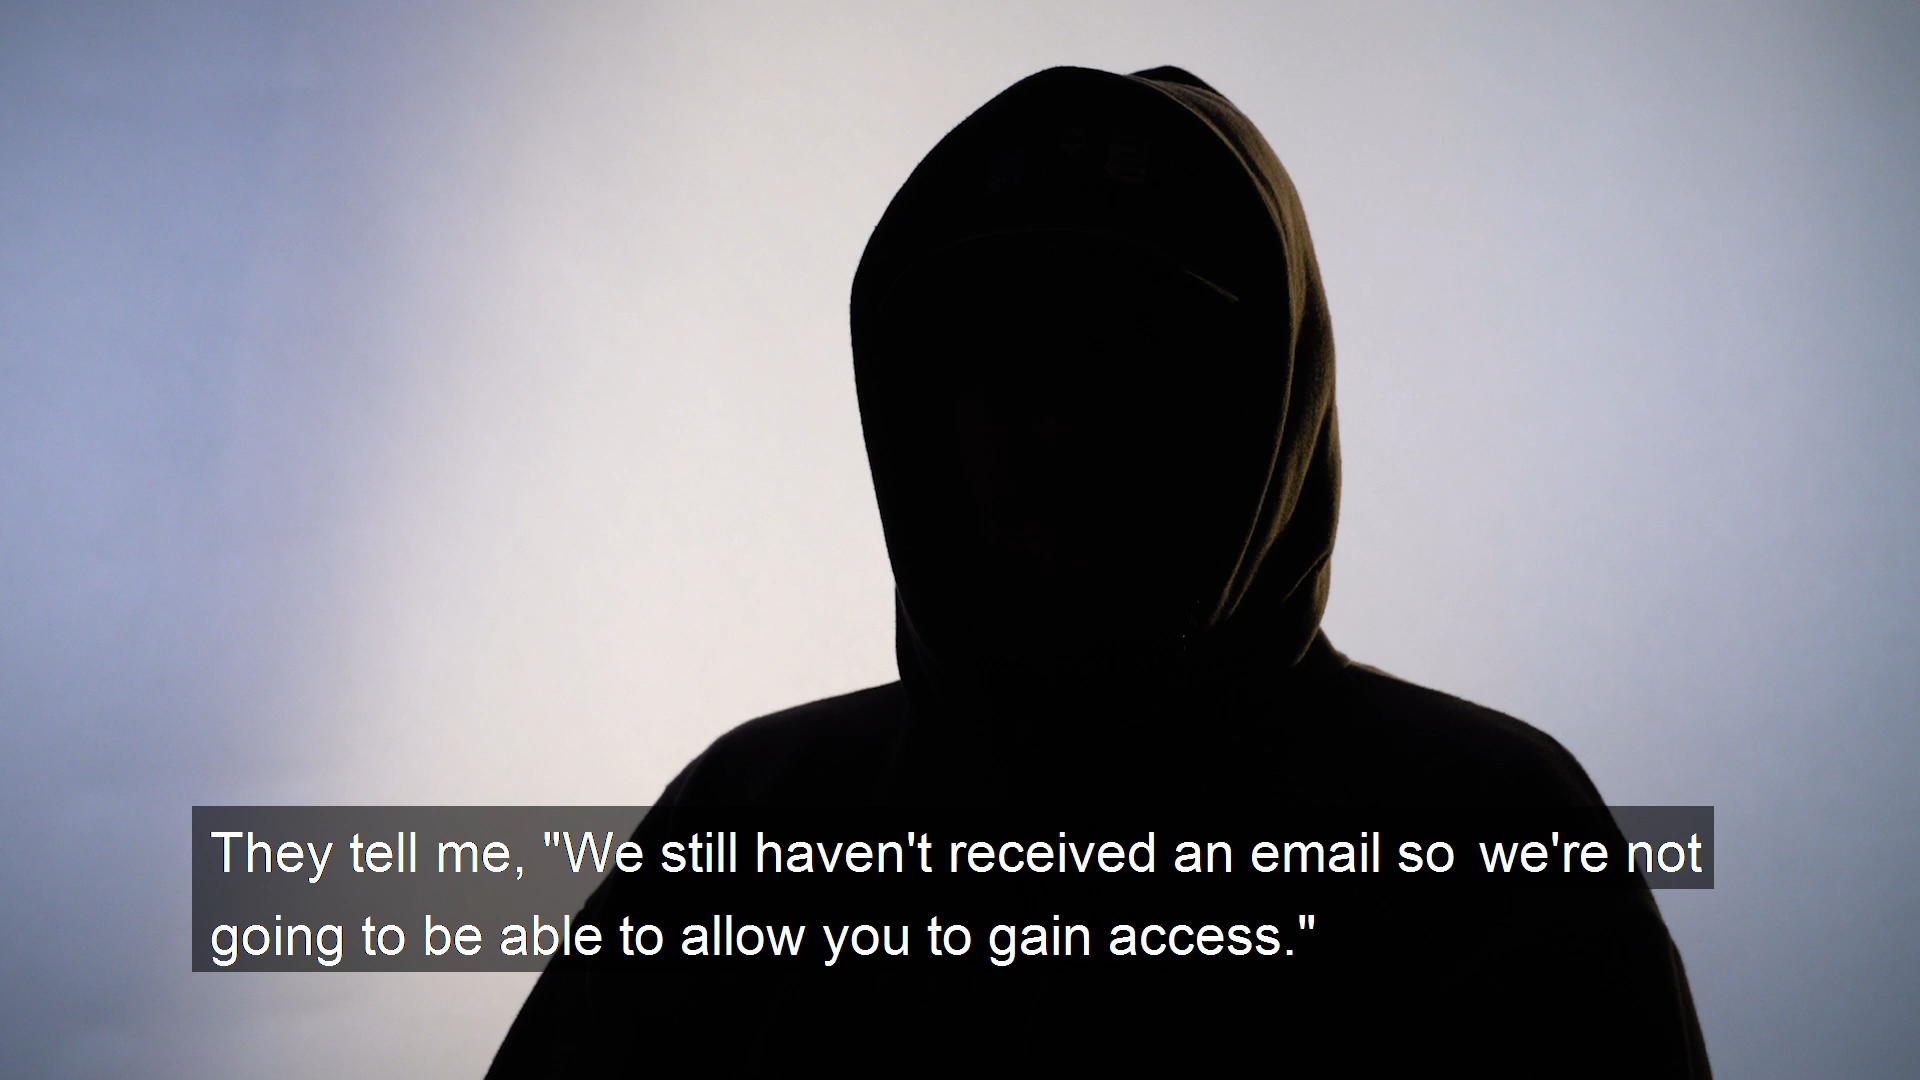 They tell me, "We still haven't received an email so we're not
going to be able to allow you to gain access."